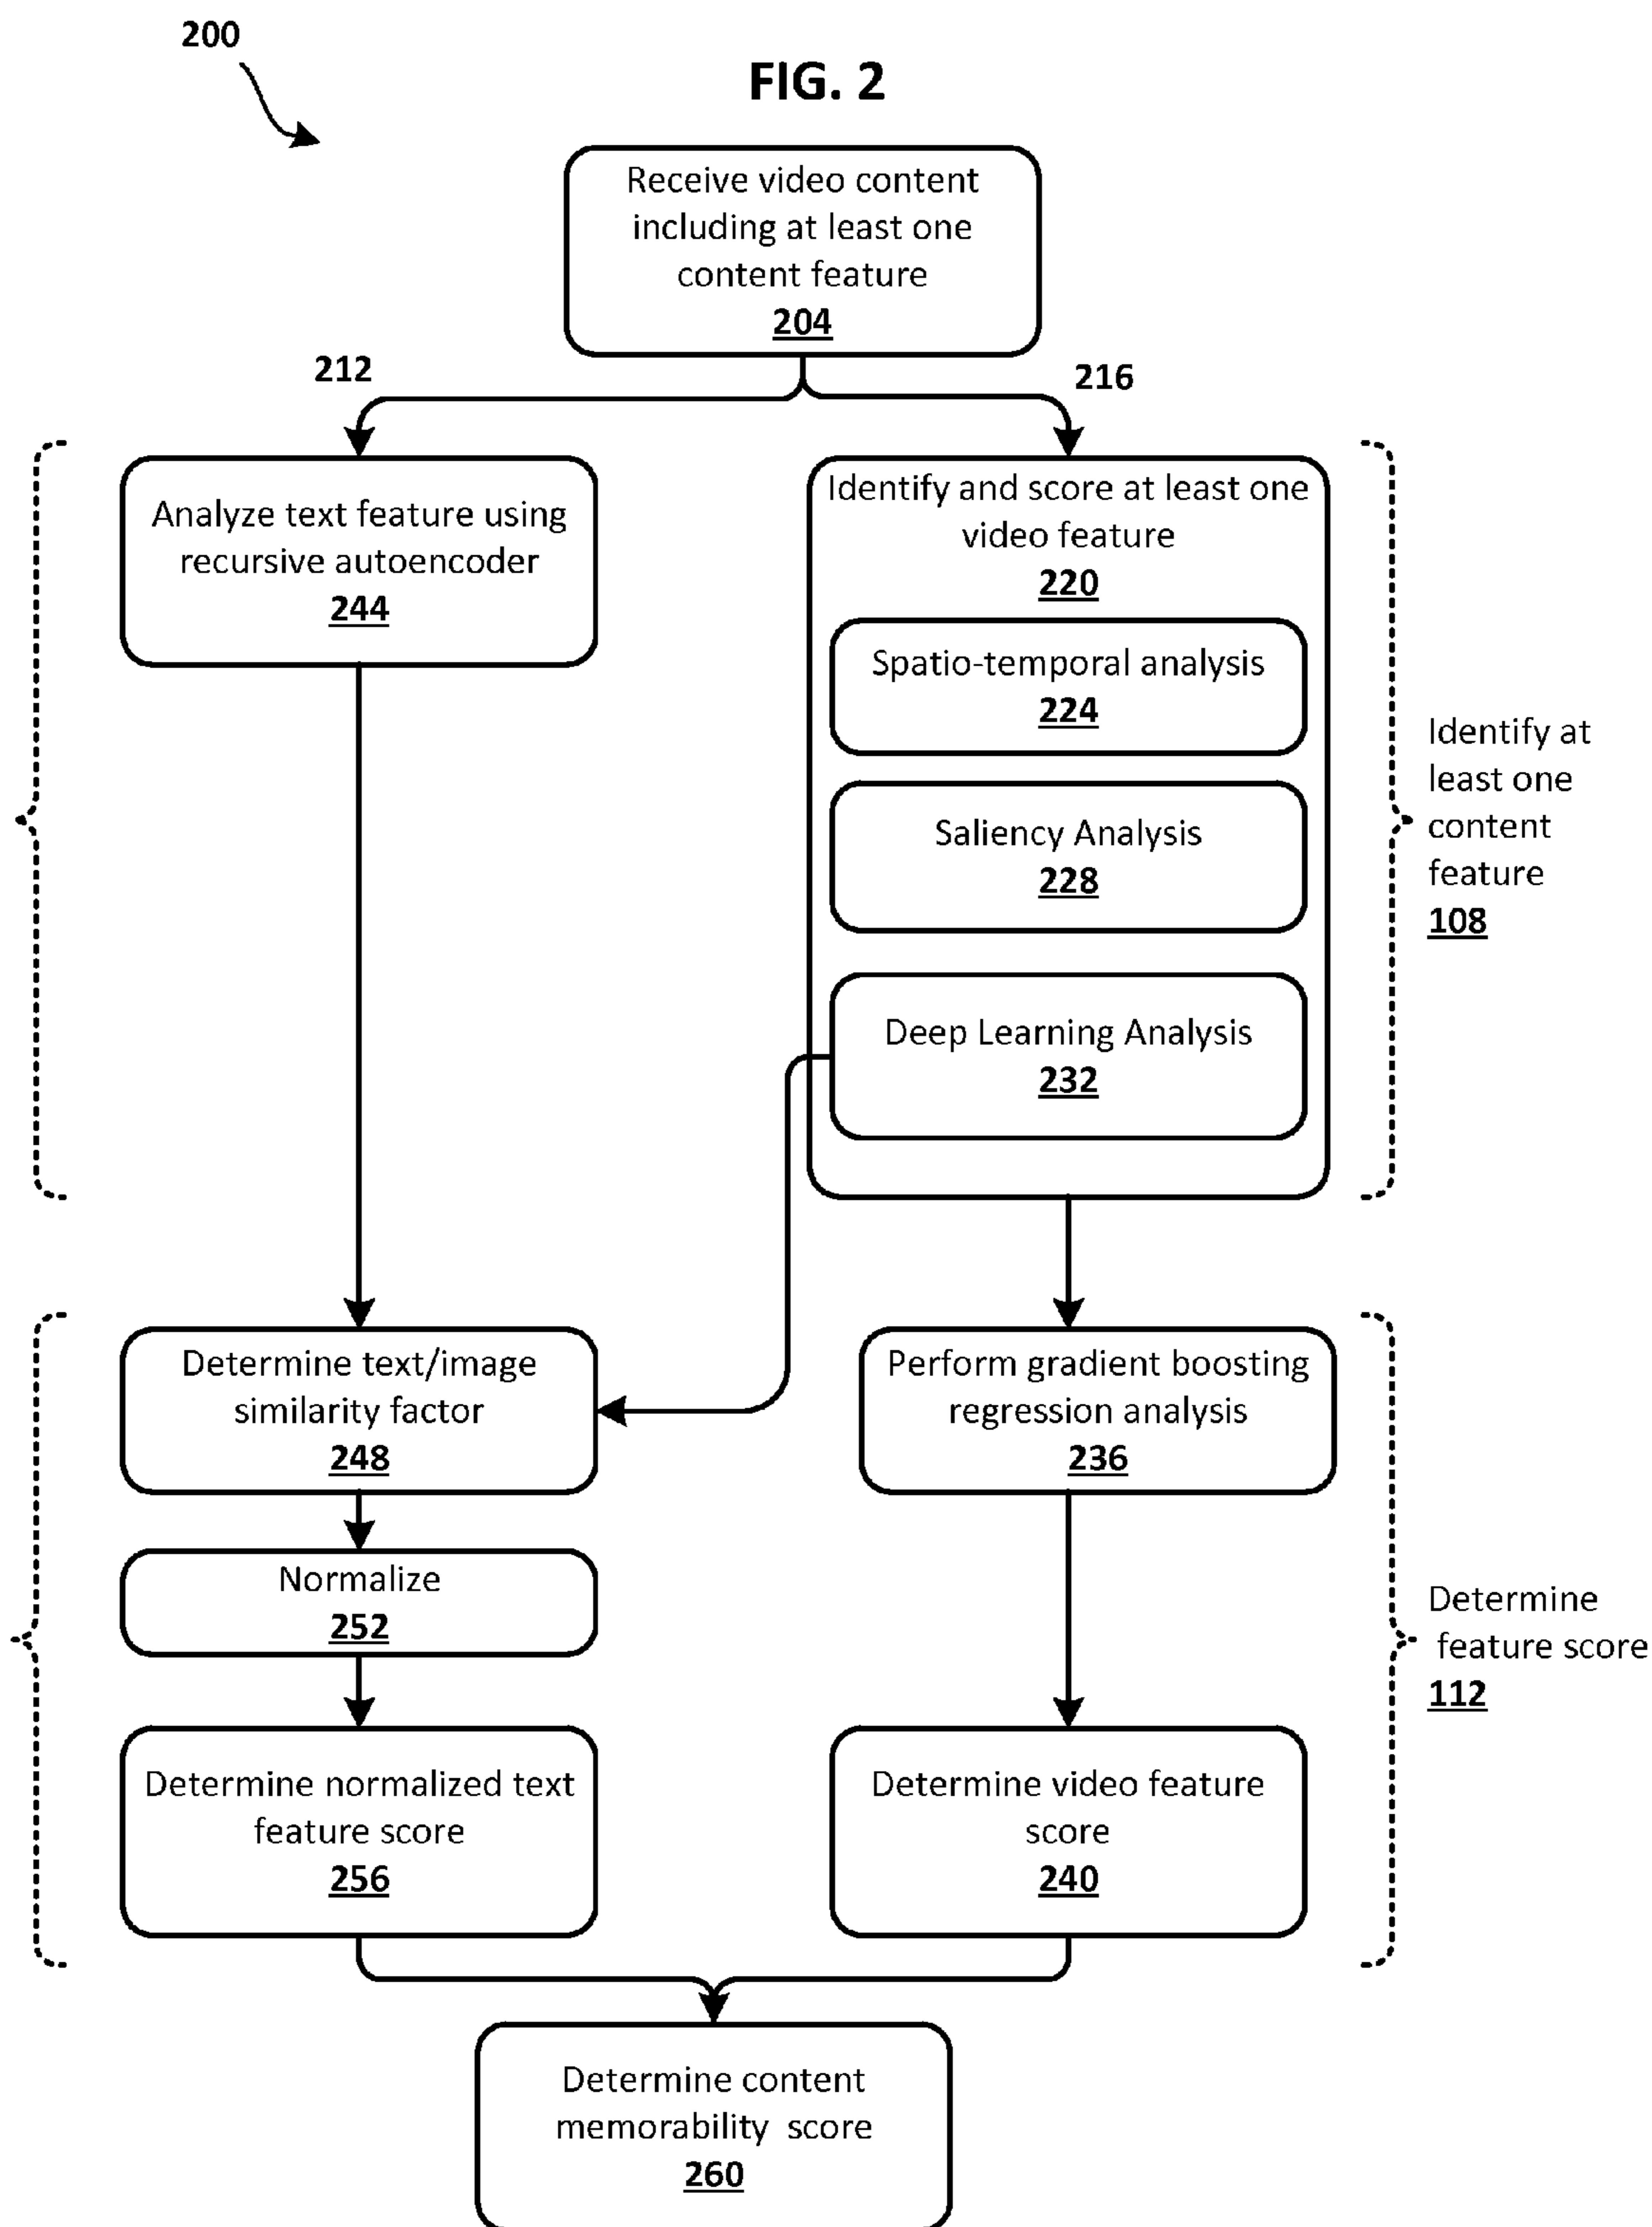 200
FIG. 2
Receive video content
including at least one
content feature
204
212
216
Analyze text feature using
recursive autoencoder
244
Identify and score at least one
video feature
220
Spatio-temporal analysis
224
Saliency Analysis
228
Deep Learning Analysis
232
Identify at
least one
content
feature
108
Determine text/image
similarity factor
248
Perform gradient boosting
regression analysis
236
Normalize
252
Determine
feature score
112
Determine normalized text
feature score
256
Determine video feature
score
240
Determine content
memorability score
260